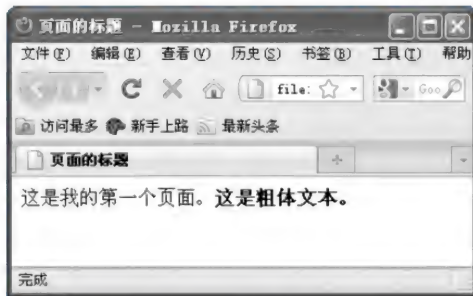 页面的标题 - Mozilla Firefox
文件(F) 编辑(E) 查看(V) 历史(S) 书签(B) 工具(T) 帮助
file: Goo
访问最多 新手上路 最新头条
页面的标题
这是我的第一个页面。这是粗体文本。
完成